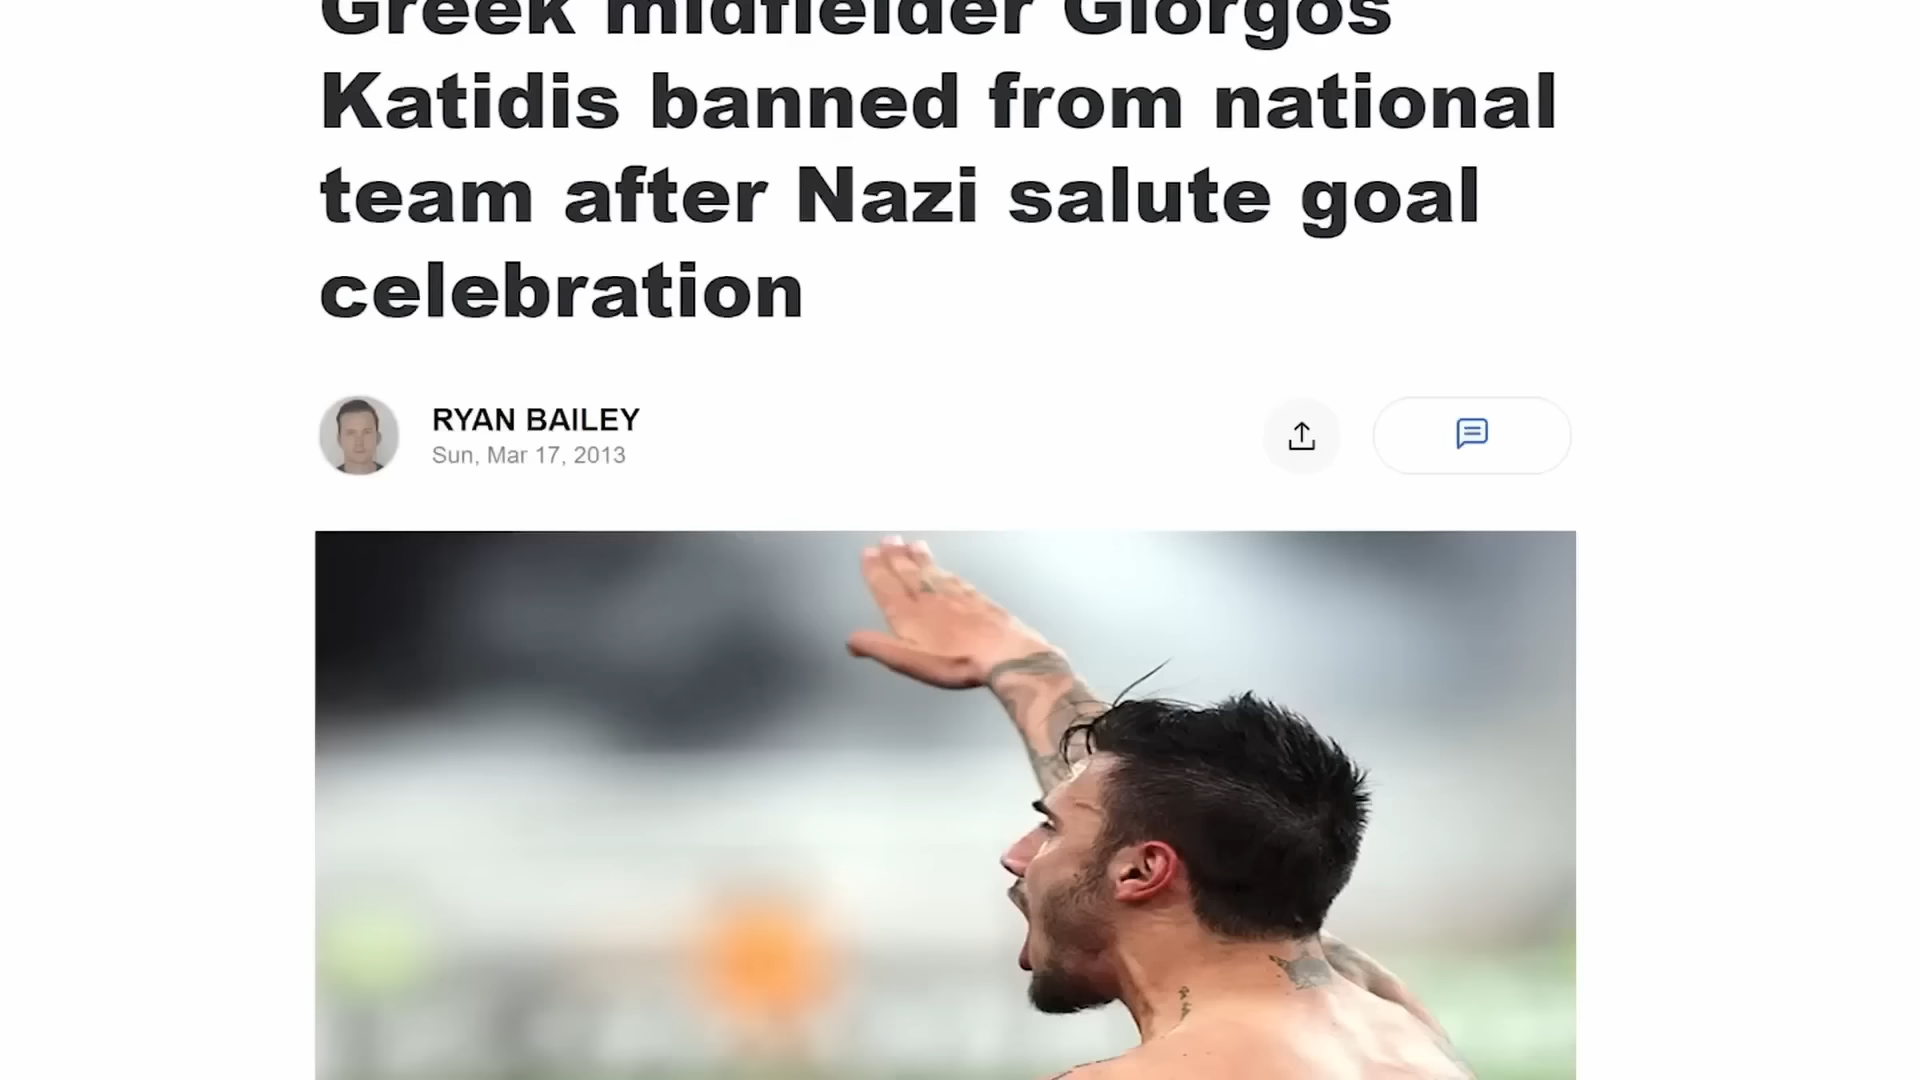 Greek midfielder Giorgos
Katidis banned from national
team after Nazi salute goal
celebration
RYAN BAILEY
Sun, Mar 17, 2013